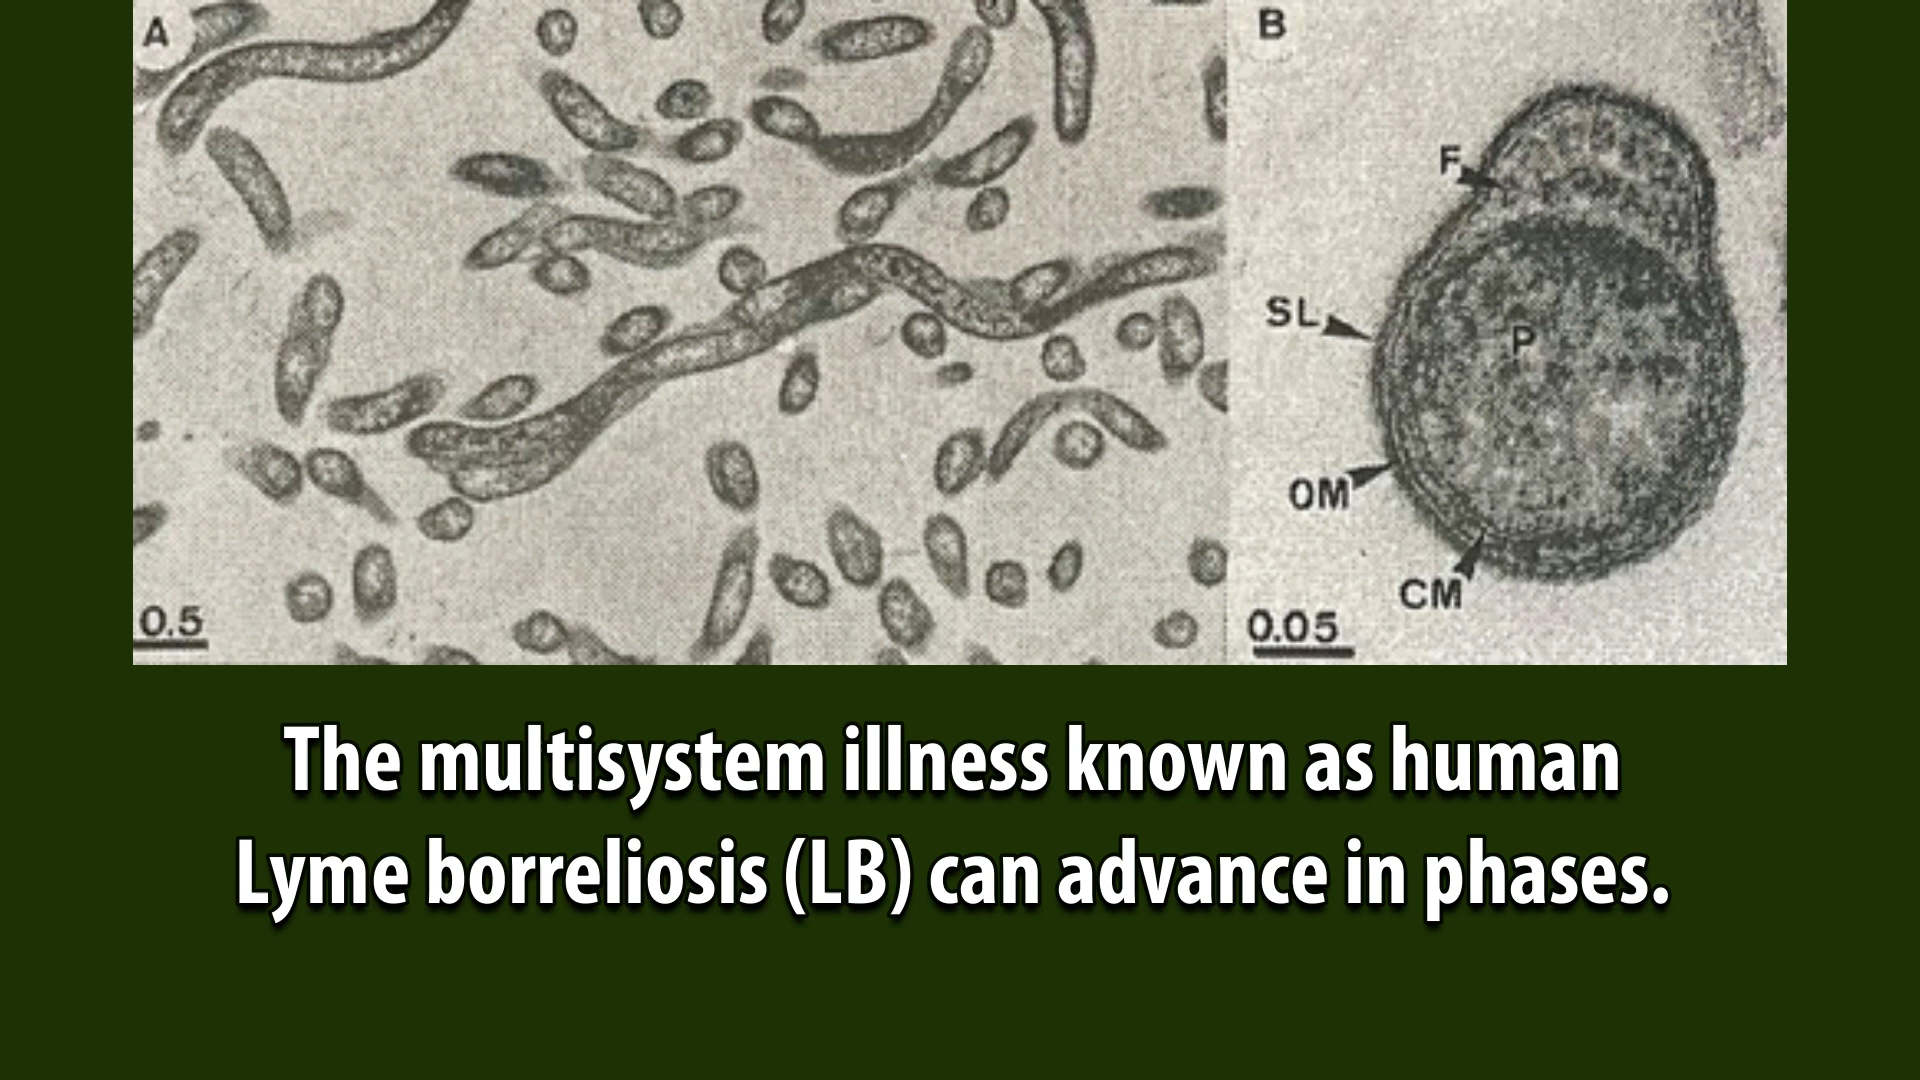 A
B
F
SL
P
OM
CM
0.5
0.05
The multisystem illness known as human
Lyme borreliosis (LB) can advance in phases.